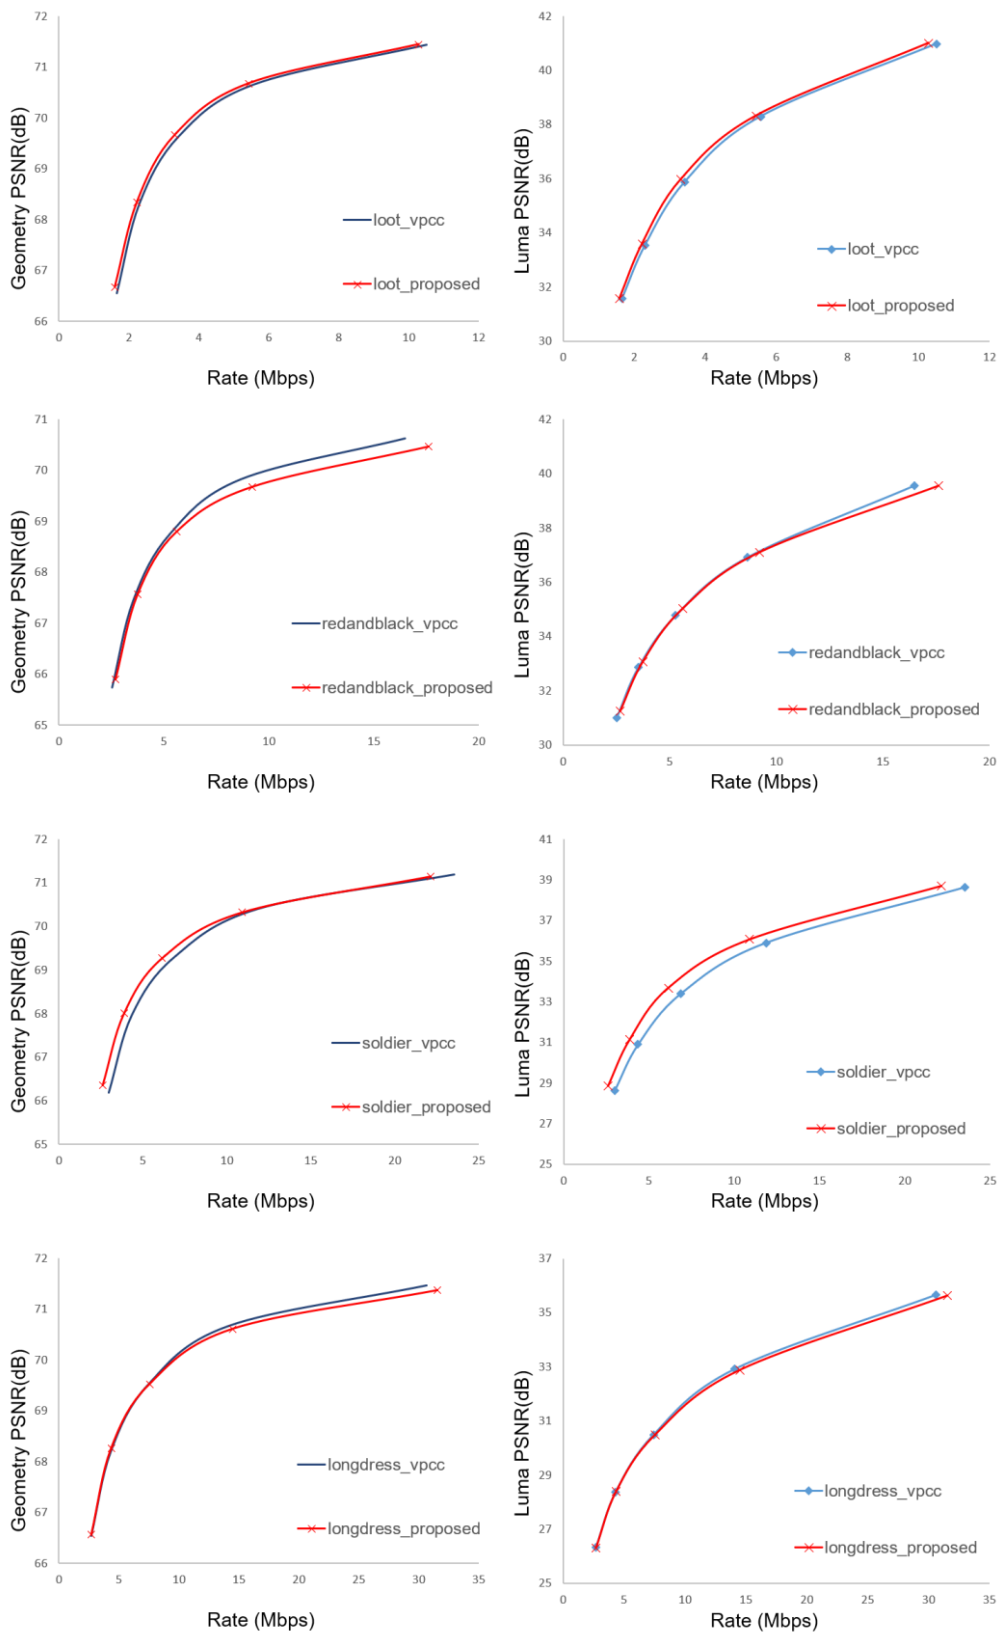 72
71
70
69
68
67
66
Geometry PSNR(dB)
loot_vpcc
loot_proposed
0 2 4 6 8 10 12
Rate (Mbps)
42
40
38
36
34
32
30
Luma PSNR(dB)
loot_vpcc
loot_proposed
0 2 4 6 8 10 12
Rate (Mbps)
71
70
69
68
67
66
65
Geometry PSNR(dB)
redandblack_vpcc
redandblack_proposed
0 5 10 15 20
Rate (Mbps)
42
40
38
36
34
32
30
Luma PSNR(dB)
redandblack_vpcc
redandblack_proposed
0 5 10 15 20
Rate (Mbps)
72
71
70
69
68
67
66
65
Geometry PSNR(dB)
soldier_vpcc
soldier_proposed
0 5 10 15 20 25
Rate (Mbps)
41
39
37
35
33
31
29
27
25
Luma PSNR(dB)
soldier_vpcc
soldier_proposed
0 5 10 15 20 25
Rate (Mbps)
72
71
70
69
68
67
66
Geometry PSNR(dB)
longdress_vpcc
longdress_proposed
0 5 10 15 20 25 30 35
Rate (Mbps)
37
35
33
31
29
27
25
Luma PSNR(dB)
longdress_vpcc
longdress_proposed
0 5 10 15 20 25 30 35
Rate (Mbps)